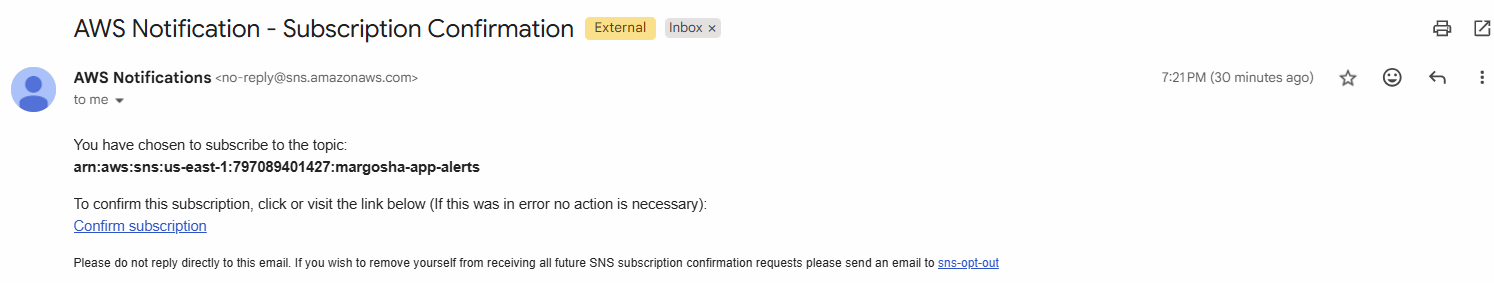 AWS Notification - Subscription Confirmation External Inbox ×
AWS Notifications <no-reply@sns.amazonaws.com> 7:21 PM (30 minutes ago)
to me
You have chosen to subscribe to the topic:
arn:aws:sns:us-east-1:797089401427:margosha-app-alerts
To confirm this subscription, click or visit the link below (If this was in error no action is necessary):
Confirm subscription
Please do not reply directly to this email. If you wish to remove yourself from receiving all future SNS subscription confirmation requests please send an email to sns-opt-out